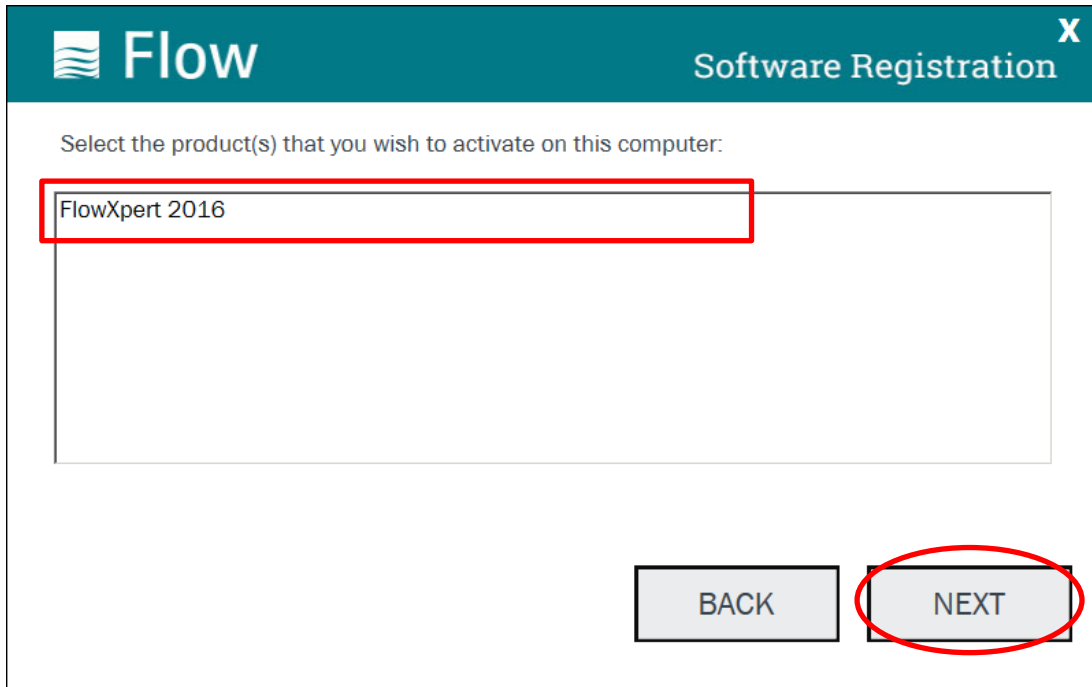 Flow
X
Software Registration
Select the product(s) that you wish to activate on this computer:
FlowXpert 2016
BACK
NEXT